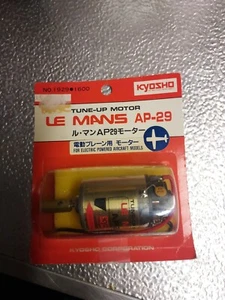 NO.1939 ●1600
KYOSHO
TUNE-UP MOTOR
LE MANS AP-29
ル・マンAP29モーター
電動プレーン用 モーター
FOR ELECTRIC POWERED AIRCRAFT MODELS
KYOSHO CORPORATION